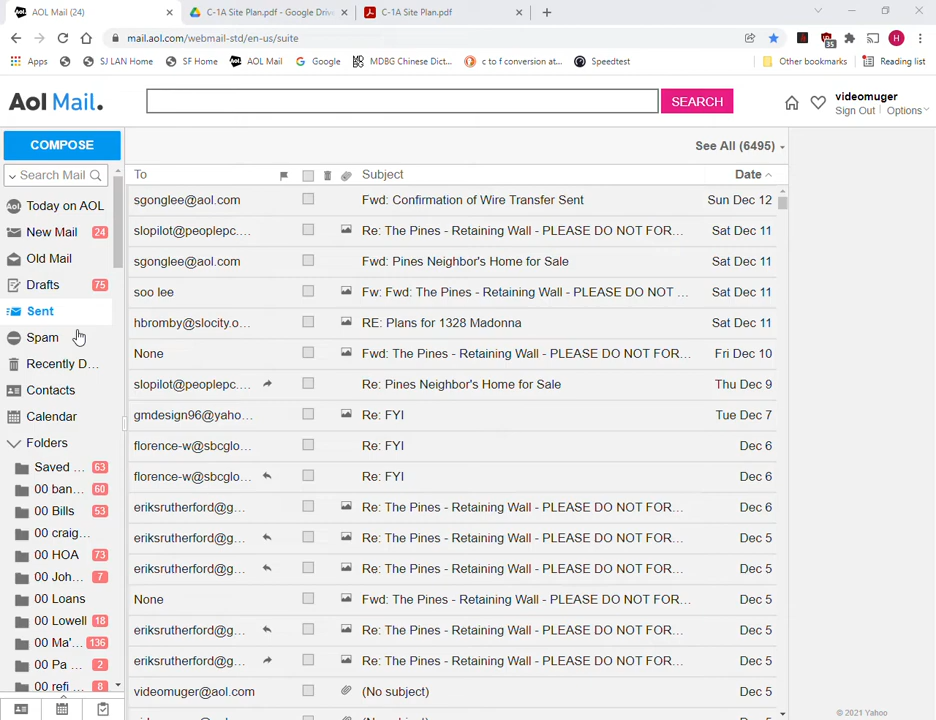 AOL Mail (24)
C-1A Site Plan.pdf - Google Drive
C-1A Site Plan.pdf
mail.aol.com/webmail-std/en-us/suite
35
H
Apps
SJ LAN Home
SF Home
AOL Mail
Google
MDBG Chinese Dict...
c to f conversion at...
Speedtest
Other bookmarks
Reading list
Aol Mail.
SEARCH
videomuger
Sign Out | Options
COMPOSE
See All (6495)
Search Mail
To Subject Date
Today on AOL
New Mail 24
Old Mail
Drafts 75
Sent
Spam
Recently D...
Contacts
Calendar
Folders
Saved ... 63
00 ban... 60
00 Bills 53
00 craig...
00 HOA 73
00 Joh... 7
00 Loans
00 Lowell 18
00 Ma'... 136
00 Pa ... 2
00 refi ... 8
sgonglee@aol.com Fwd: Confirmation of Wire Transfer Sent Sun Dec 12
slopilot@peoplepc.... Re: The Pines - Retaining Wall - PLEASE DO NOT FOR... Sat Dec 11
sgonglee@aol.com Fwd: Pines Neighbor's Home for Sale Sat Dec 11
soo lee Fw: Fwd: The Pines - Retaining Wall - PLEASE DO NOT ... Sat Dec 11
hbromby@slocity.o... RE: Plans for 1328 Madonna Sat Dec 11
None Fwd: The Pines - Retaining Wall - PLEASE DO NOT FOR... Fri Dec 10
slopilot@peoplepc.... Re: Pines Neighbor's Home for Sale Thu Dec 9
gmdesign96@yaho... Re: FYI Tue Dec 7
florence-w@sbcglo... Re: FYI Dec 6
florence-w@sbcglo... Re: FYI Dec 6
eriksrutherford@g... Re: The Pines - Retaining Wall - PLEASE DO NOT FOR... Dec 6
eriksrutherford@g... Re: The Pines - Retaining Wall - PLEASE DO NOT FOR... Dec 5
eriksrutherford@g... Re: The Pines - Retaining Wall - PLEASE DO NOT FOR... Dec 5
None Fwd: The Pines - Retaining Wall - PLEASE DO NOT FOR... Dec 5
eriksrutherford@g... Re: The Pines - Retaining Wall - PLEASE DO NOT FOR... Dec 5
eriksrutherford@g... Re: The Pines - Retaining Wall - PLEASE DO NOT FOR... Dec 5
videomuger@aol.com (No subject) Dec 5
© 2021 Yahoo